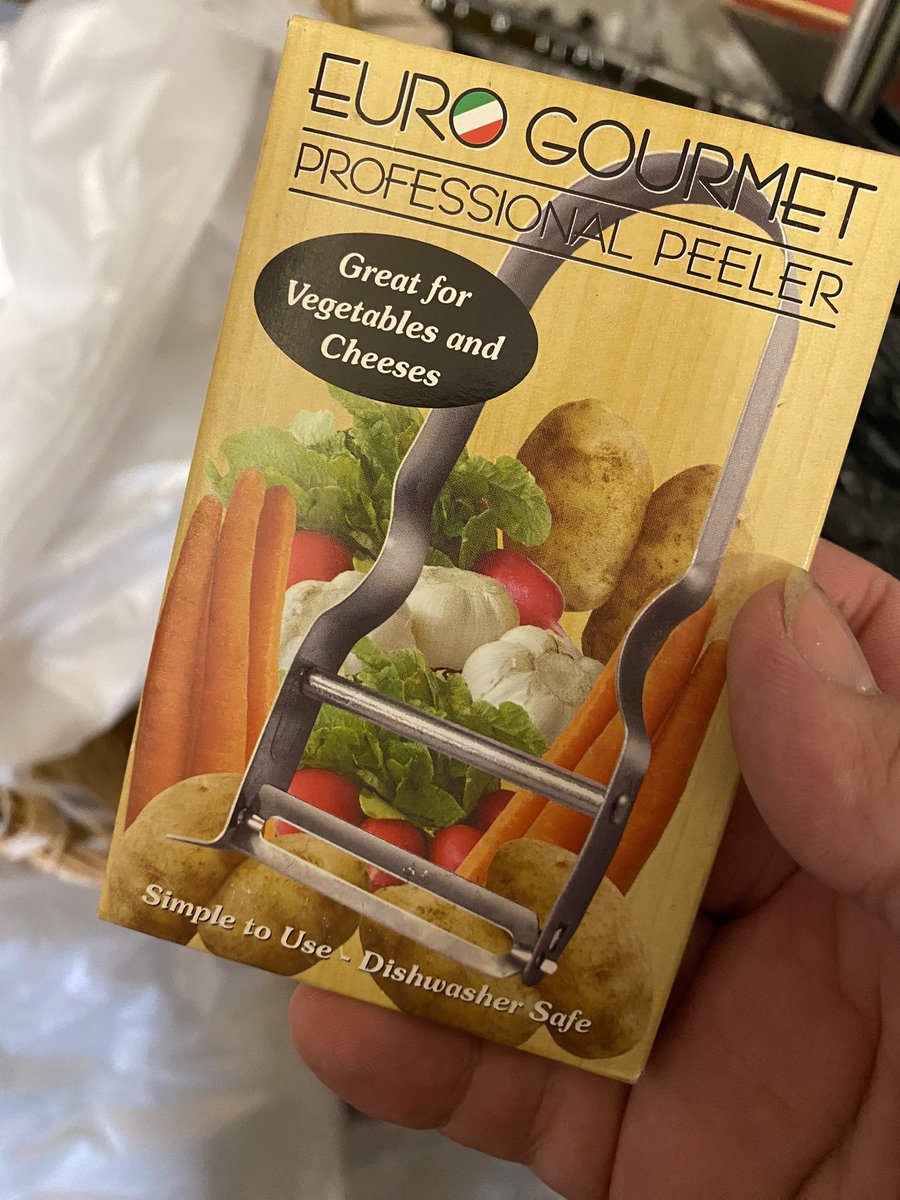 EURO GOURMET
PROFESSIONAL PEELER
Great for
Vegetables and
Cheeses
Simple to Use - Dishwasher Safe